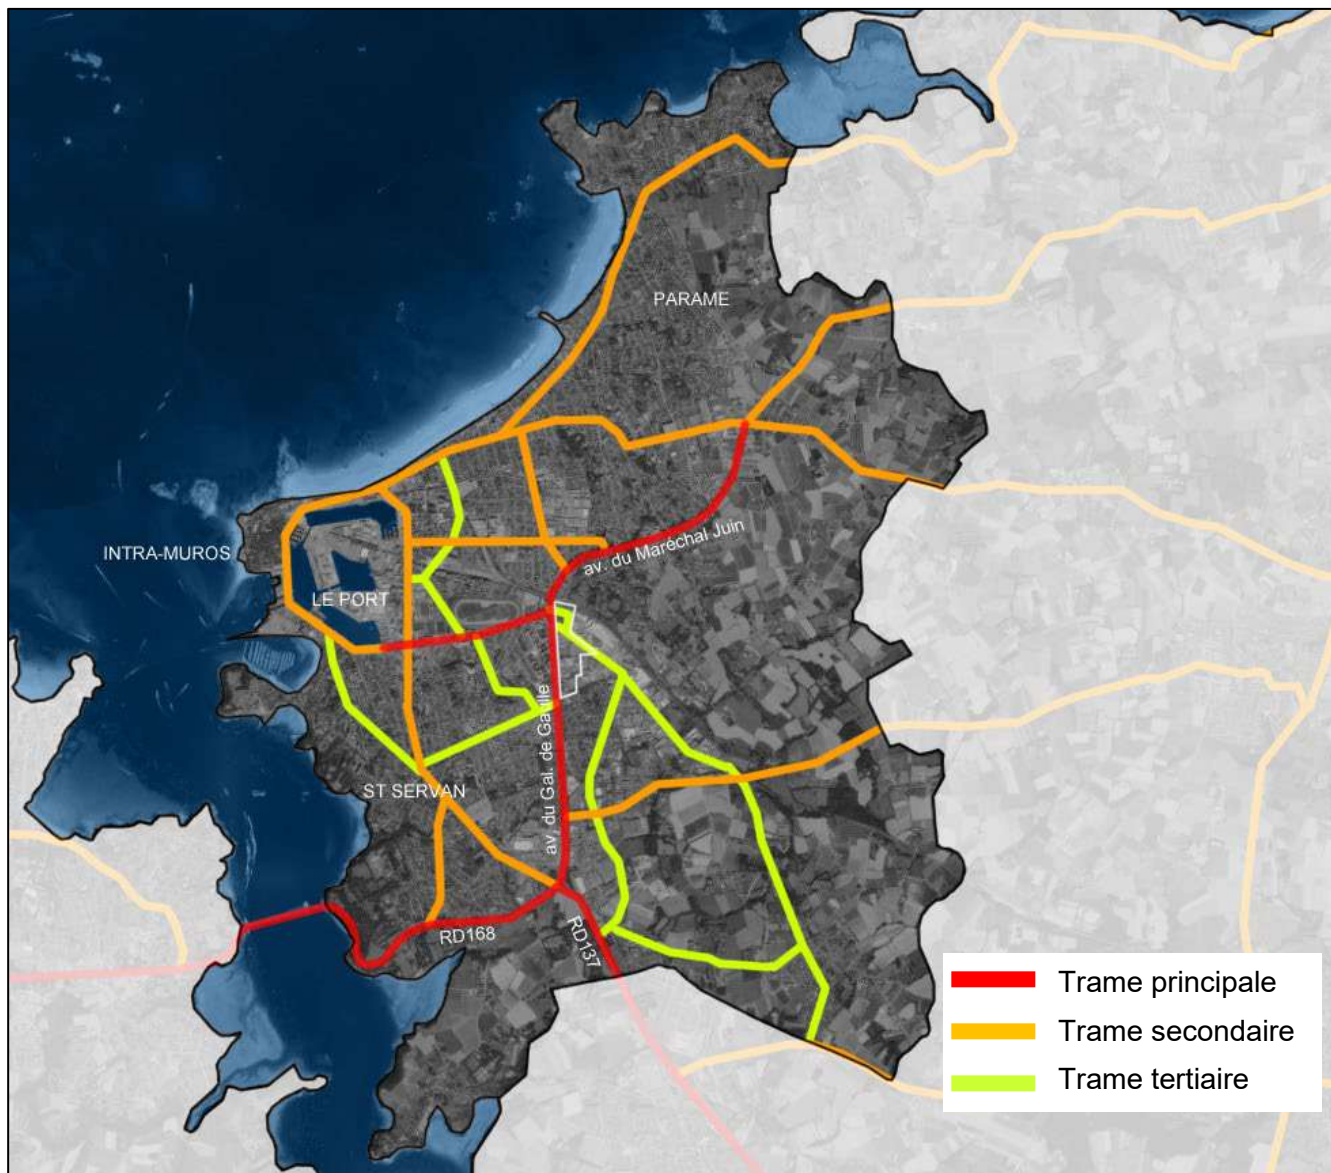 PARAME
INTRA-MUROS
av. du Maréchal Juin
LE PORT
av. du Gal. de Gaulle
ST SERVAN
RD168
RD137
Trame principale
Trame secondaire
Trame tertiaire